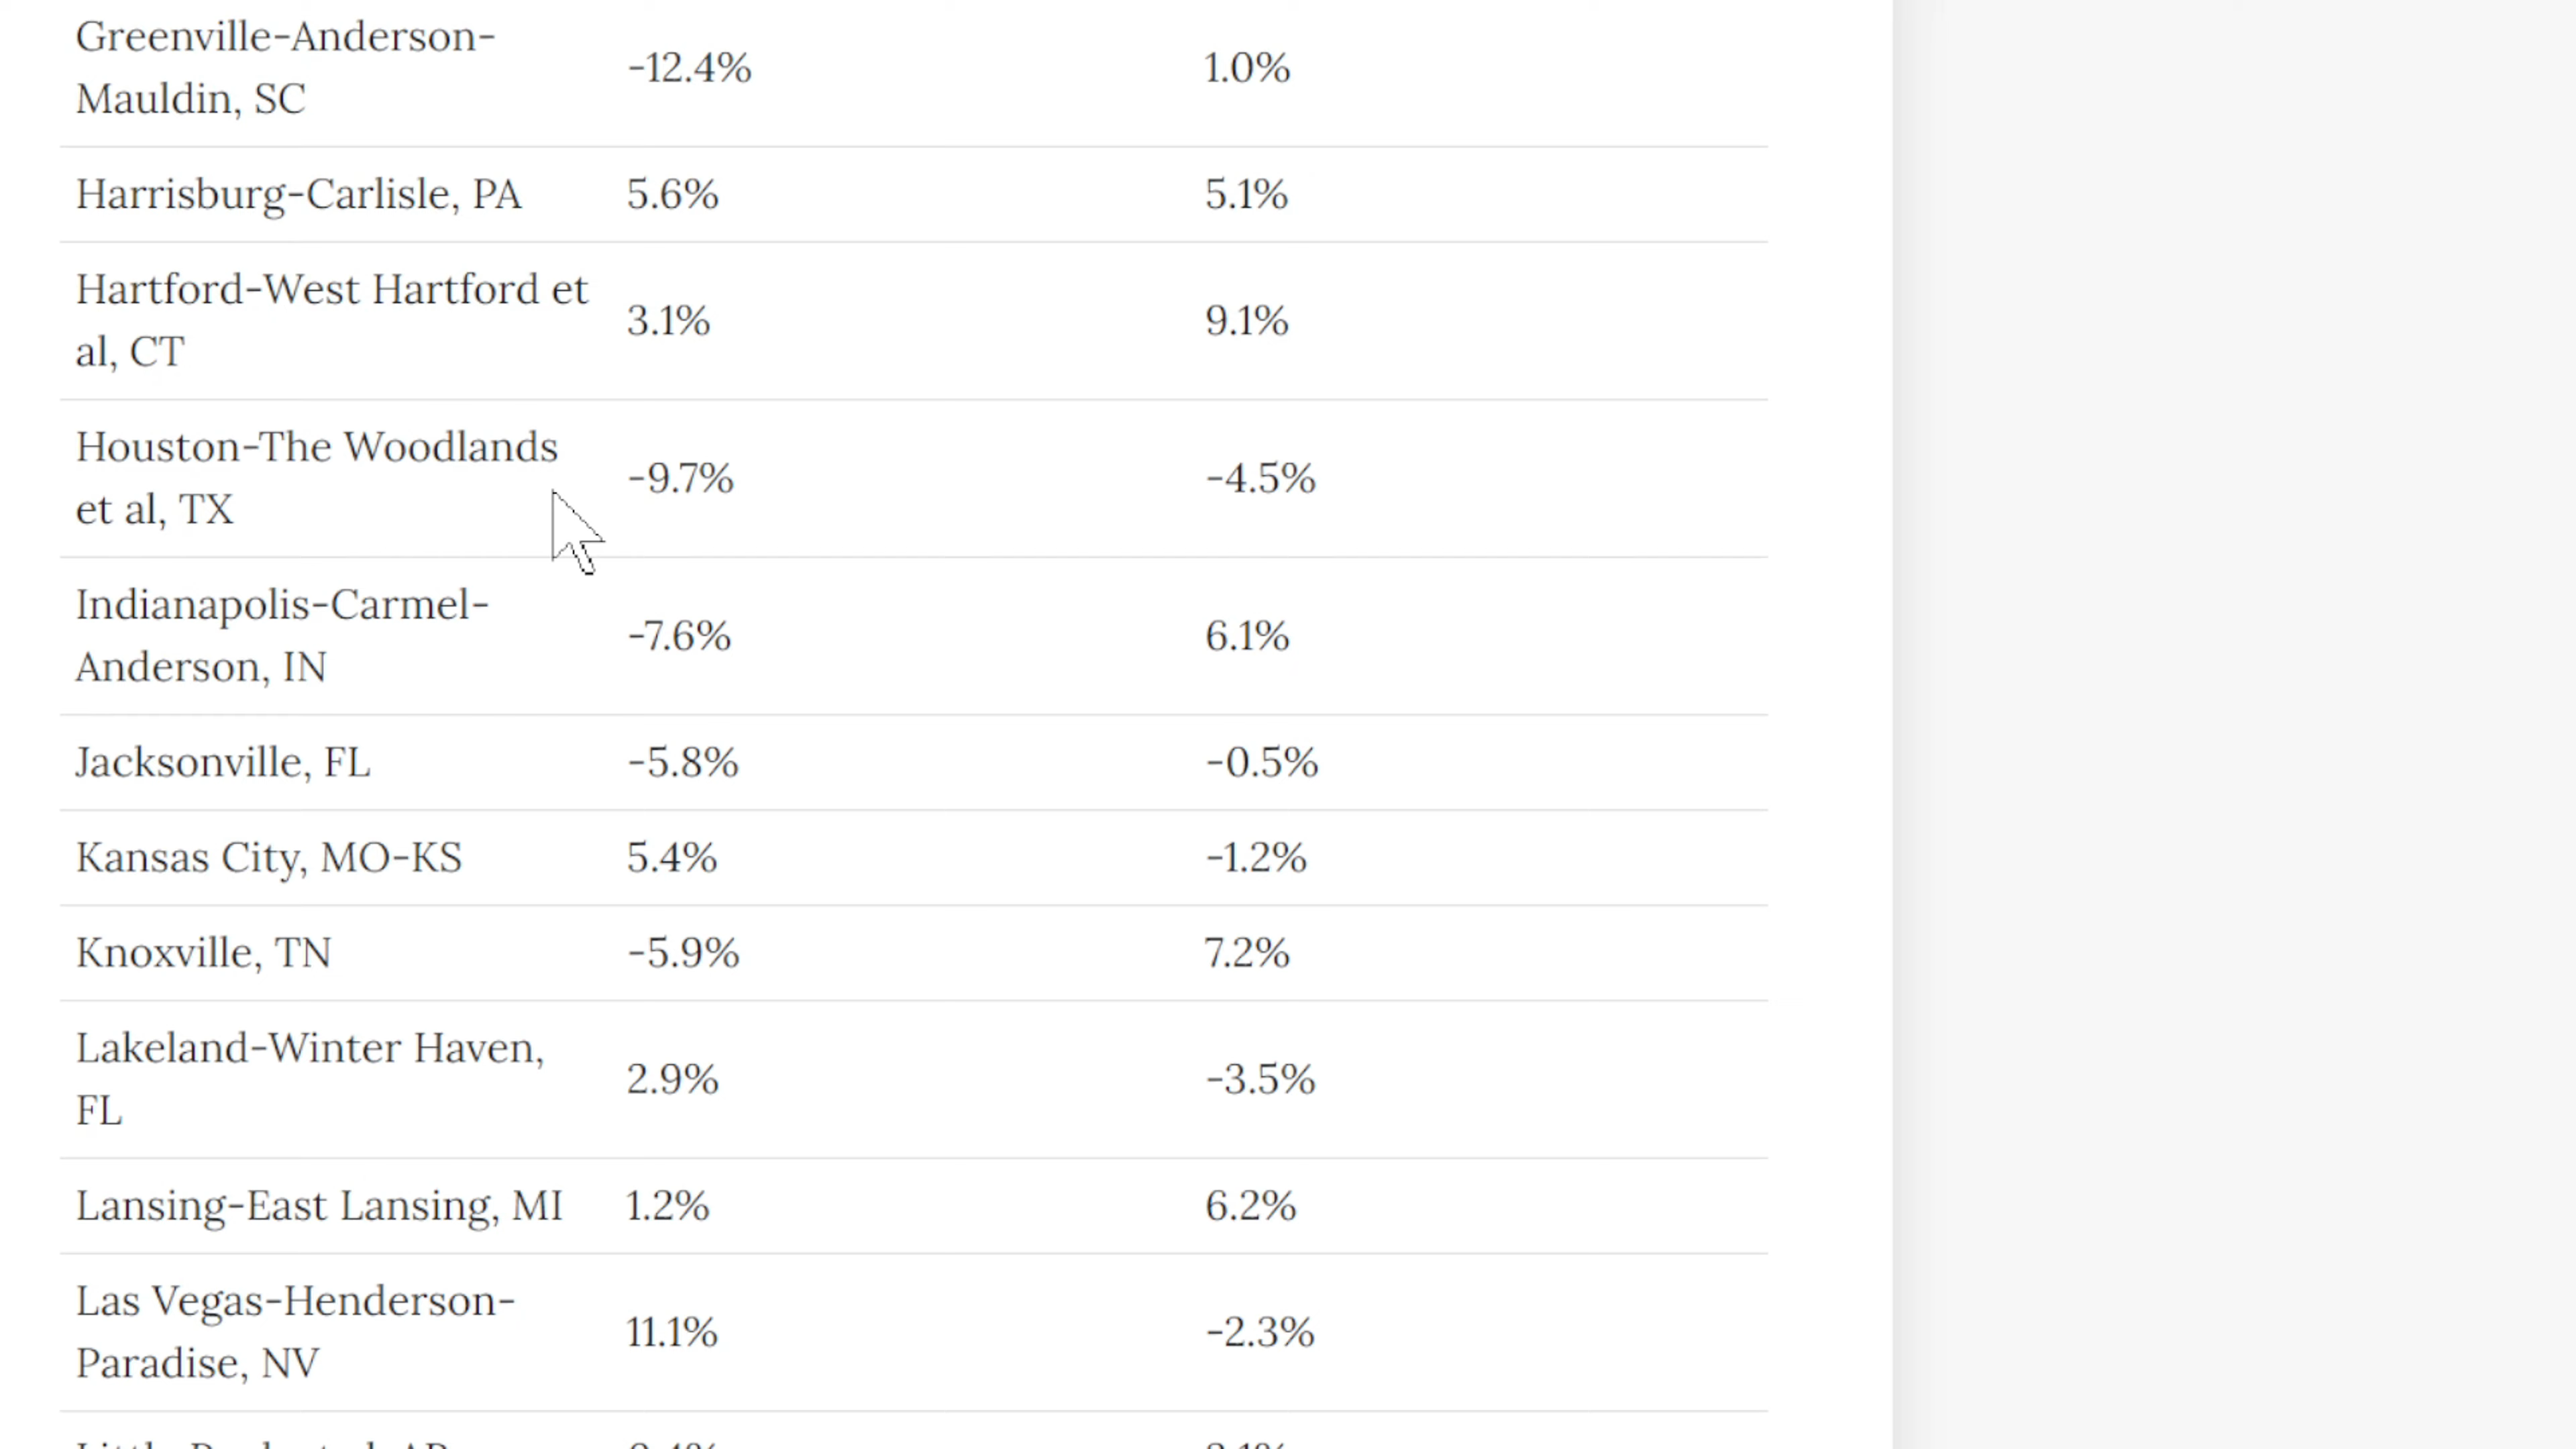 Greenville-Anderson-
Mauldin, SC
-12.4%
1.0%
Harrisburg-Carlisle, PA
5.6%
5.1%
Hartford-West Hartford et
al, CT
3.1%
9.1%
Houston-The Woodlands
et al, TX
-9.7%
-4.5%
Indianapolis-Carmel-
Anderson, IN
-7.6%
6.1%
Jacksonville, FL
-5.8%
-0.5%
Kansas City, MO-KS
5.4%
-1.2%
Knoxville, TN
-5.9%
7.2%
Lakeland-Winter Haven,
FL
2.9%
-3.5%
Lansing-East Lansing, MI
1.2%
6.2%
Las Vegas-Henderson-
Paradise, NV
11.1%
-2.3%